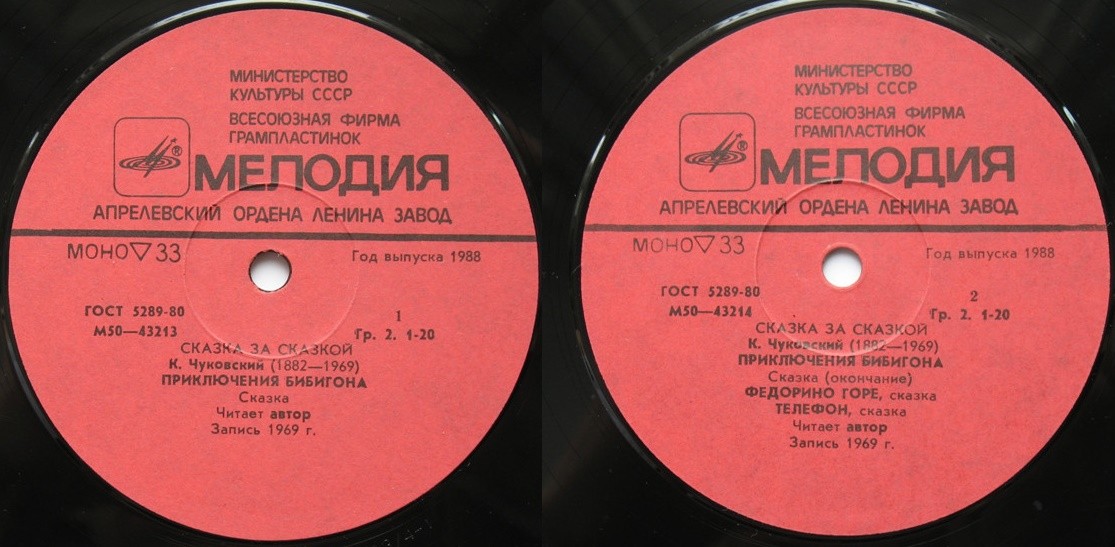 МИНИСТЕРСТВО
КУЛЬТУРЫ СССР
ВСЕСОЮЗНАЯ ФИРМА
ГРАМПЛАСТИНОК
®
МЕЛОДИЯ
АПРЕЛЕВСКИЙ ОРДЕНА ЛЕНИНА ЗАВОД
МОНО▽33
Год выпуска 1988
ГОСТ 5289-80
М50—43213
1
Гр. 2. 1-20
СКАЗКА ЗА СКАЗКОЙ
К. Чуковский (1882—1969)
ПРИКЛЮЧЕНИЯ БИБИГОНА
Сказка
Читает автор
Запись 1969 г.
МИНИСТЕРСТВО
КУЛЬТУРЫ СССР
ВСЕСОЮЗНАЯ ФИРМА
ГРАМПЛАСТИНОК
®
МЕЛОДИЯ
АПРЕЛЕВСКИЙ ОРДЕНА ЛЕНИНА ЗАВОД
МОНО▽33
Год выпуска 1988
ГОСТ 5289-80
М50—43214
2
Гр. 2. 1-20
СКАЗКА ЗА СКАЗКОЙ
К. Чуковский (1882—1969)
ПРИКЛЮЧЕНИЯ БИБИГОНА
Сказка (окончание)
ФЕДОРИНО ГОРЕ, сказка
ТЕЛЕФОН, сказка
Читает автор
Запись 1969 г.